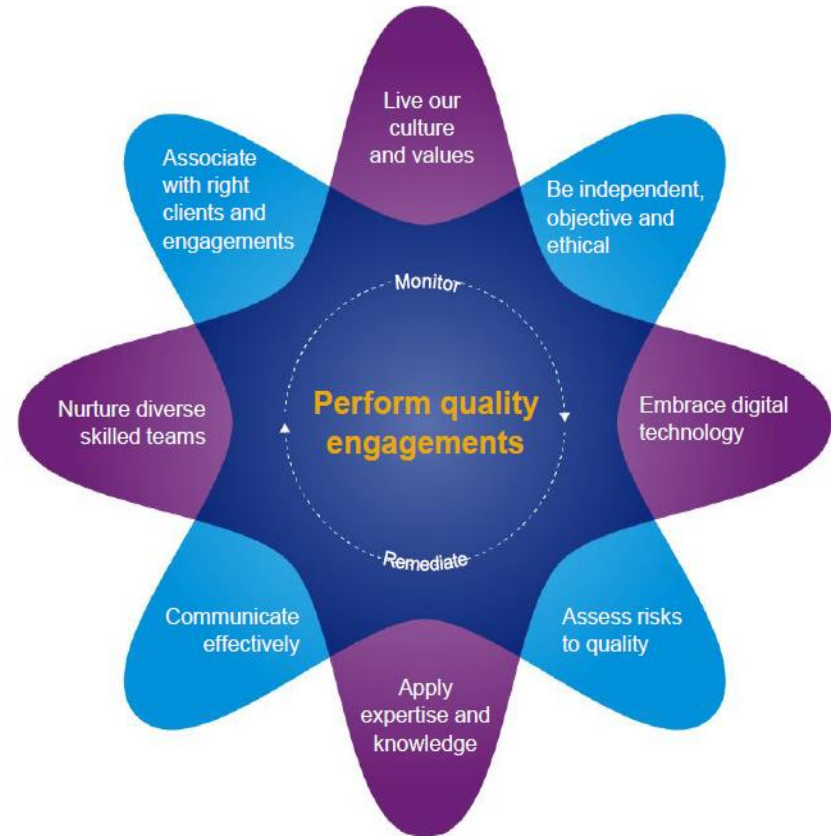 Live our
culture
and values
Be independent,
objective and
ethical
Embrace digital
technology
Assess risks
to quality
Apply
expertise and
knowledge
Communicate
effectively
Nurture diverse
skilled teams
Associate
with right
clients and
engagements
Monitor
Perform quality
engagements
Remediate